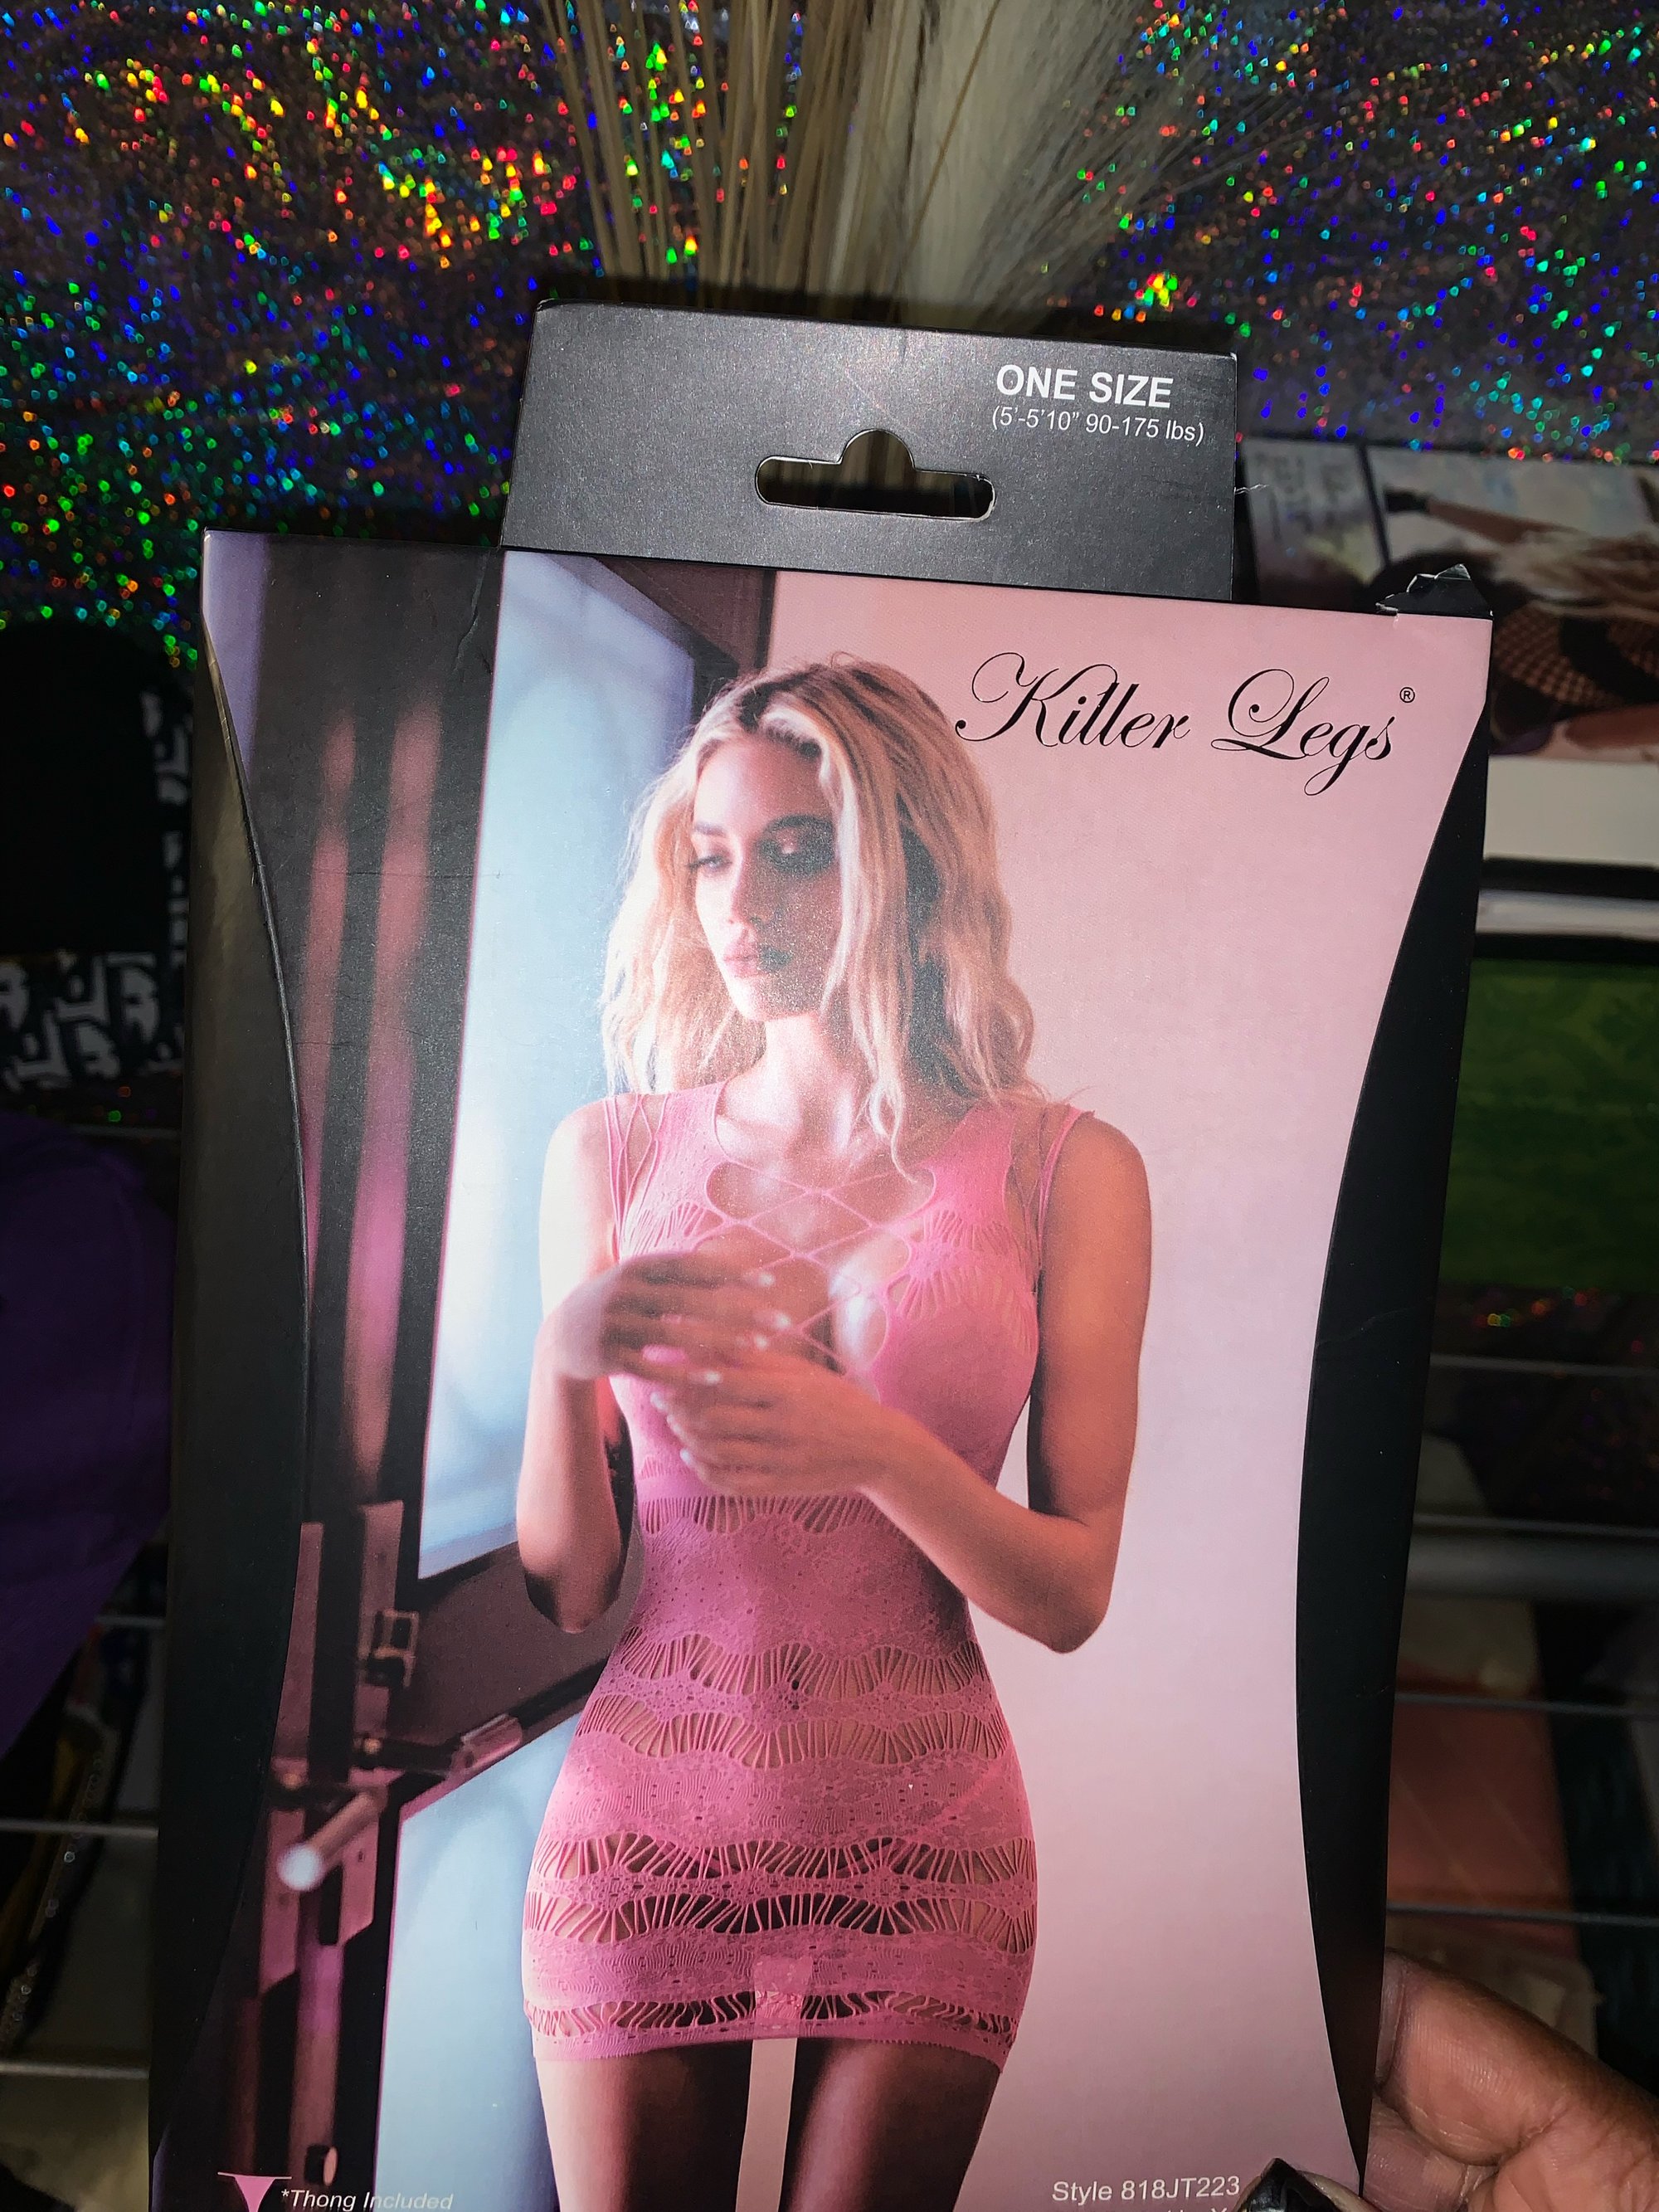 ONE SIZE
(5'-5'10" 90-175 lbs)
Killer Legs®
*Thong Included
Style 818JT223